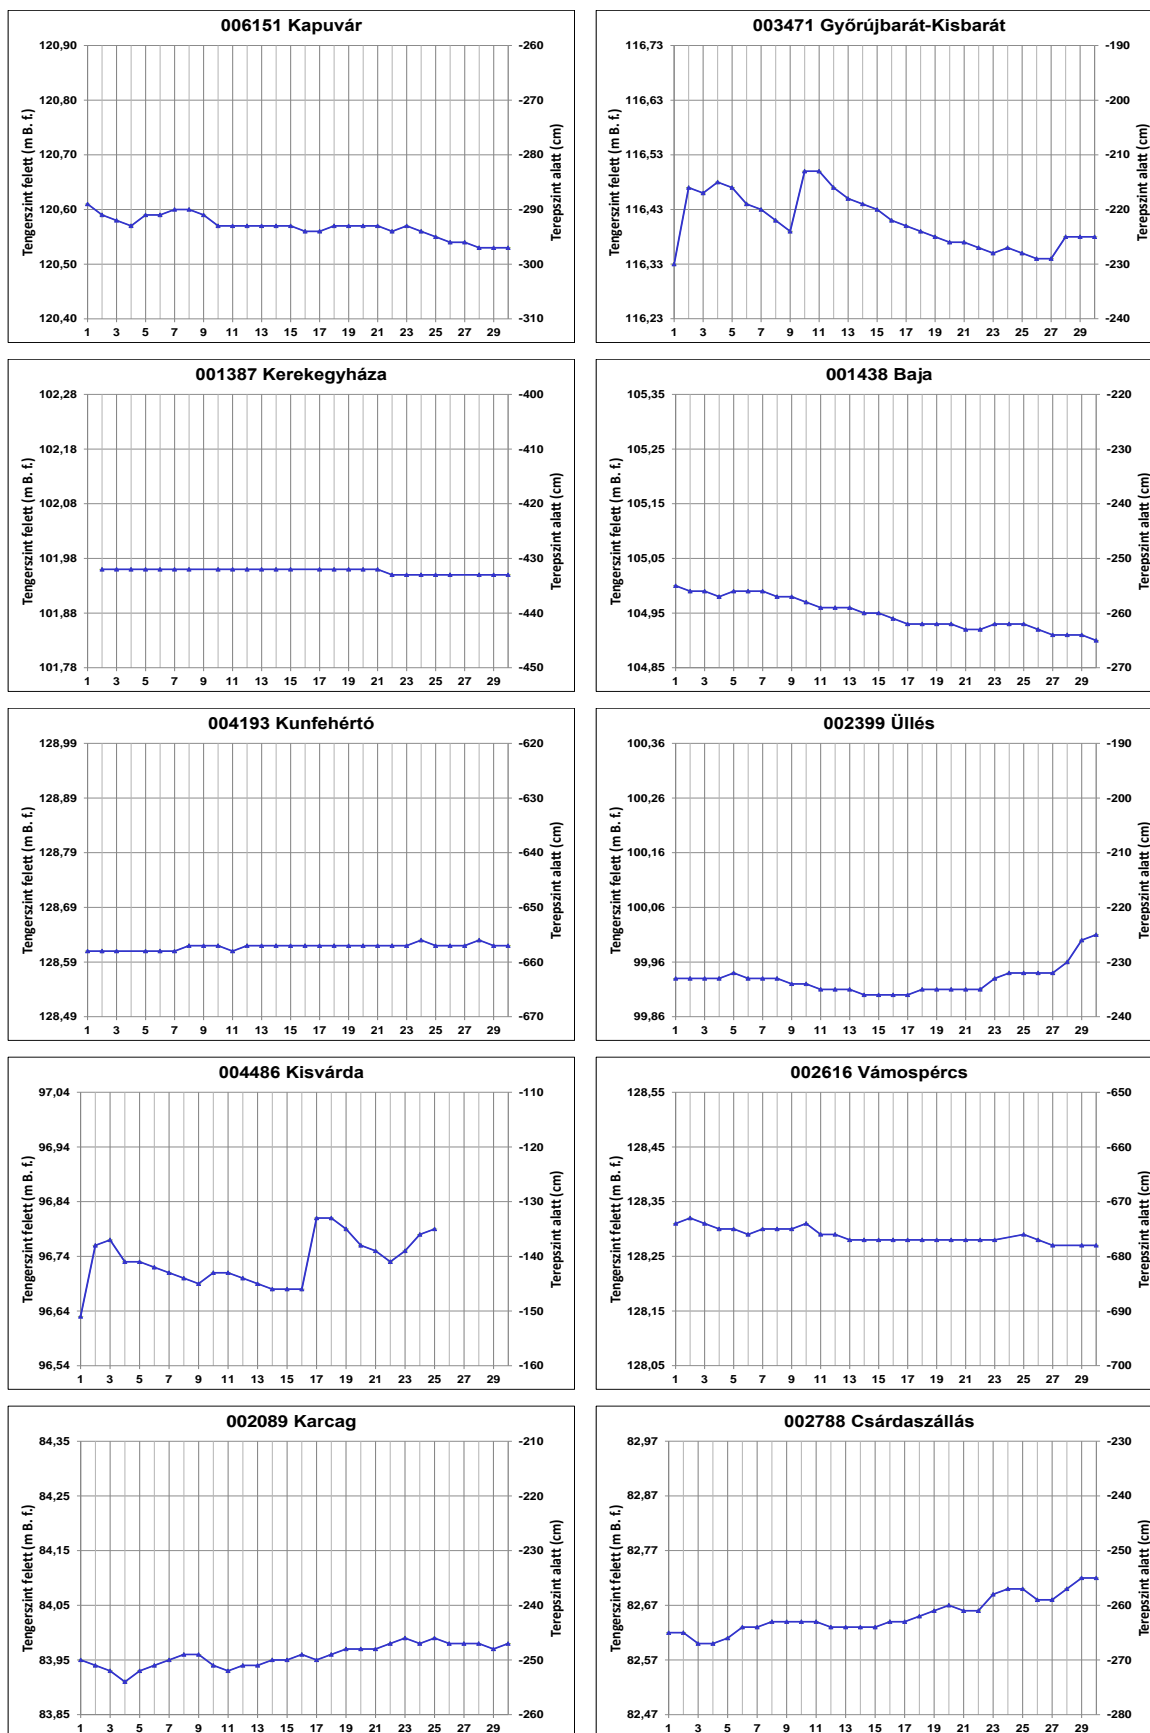 006151 Kapuvár
120,90 -260
120,80 -270
120,70 -280
120,60 -290
120,50 -300
120,40 -310
1 3 5 7 9 11 13 15 17 19 21 23 25 27 29
Tengerszint felett (m B. f.)
Terepszint alatt (cm)
003471 Győrújbarát-Kisbarát
116,73 -190
116,63 -200
116,53 -210
116,43 -220
116,33 -230
116,23 -240
1 3 5 7 9 11 13 15 17 19 21 23 25 27 29
Tengerszint felett (m B. f.)
Terepszint alatt (cm)
001387 Kerekegyháza
102,28 -400
102,18 -410
102,08 -420
101,98 -430
101,88 -440
101,78 -450
1 3 5 7 9 11 13 15 17 19 21 23 25 27 29
Tengerszint felett (m B. f.)
Terepszint alatt (cm)
001438 Baja
105,35 -220
105,25 -230
105,15 -240
105,05 -250
104,95 -260
104,85 -270
1 3 5 7 9 11 13 15 17 19 21 23 25 27 29
Tengerszint felett (m B. f.)
Terepszint alatt (cm)
004193 Kunfehértó
128,99 -620
128,89 -630
128,79 -640
128,69 -650
128,59 -660
128,49 -670
1 3 5 7 9 11 13 15 17 19 21 23 25 27 29
Tengerszint felett (m B. f.)
Terepszint alatt (cm)
002399 Üllés
100,36 -190
100,26 -200
100,16 -210
100,06 -220
99,96 -230
99,86 -240
1 3 5 7 9 11 13 15 17 19 21 23 25 27 29
Tengerszint felett (m B. f.)
Terepszint alatt (cm)
004486 Kisvárda
97,04 -110
96,94 -120
96,84 -130
96,74 -140
96,64 -150
96,54 -160
1 3 5 7 9 11 13 15 17 19 21 23 25 27 29
Tengerszint felett (m B. f.)
Terepszint alatt (cm)
002616 Vámospércs
128,55 -650
128,45 -660
128,35 -670
128,25 -680
128,15 -690
128,05 -700
1 3 5 7 9 11 13 15 17 19 21 23 25 27 29
Tengerszint felett (m B. f.)
Terepszint alatt (cm)
002089 Karcag
84,35 -210
84,25 -220
84,15 -230
84,05 -240
83,95 -250
83,85 -260
1 3 5 7 9 11 13 15 17 19 21 23 25 27 29
Tengerszint felett (m B. f.)
Terepszint alatt (cm)
002788 Csárdaszállás
82,97 -230
82,87 -240
82,77 -250
82,67 -260
82,57 -270
82,47 -280
1 3 5 7 9 11 13 15 17 19 21 23 25 27 29
Tengerszint felett (m B. f.)
Terepszint alatt (cm)